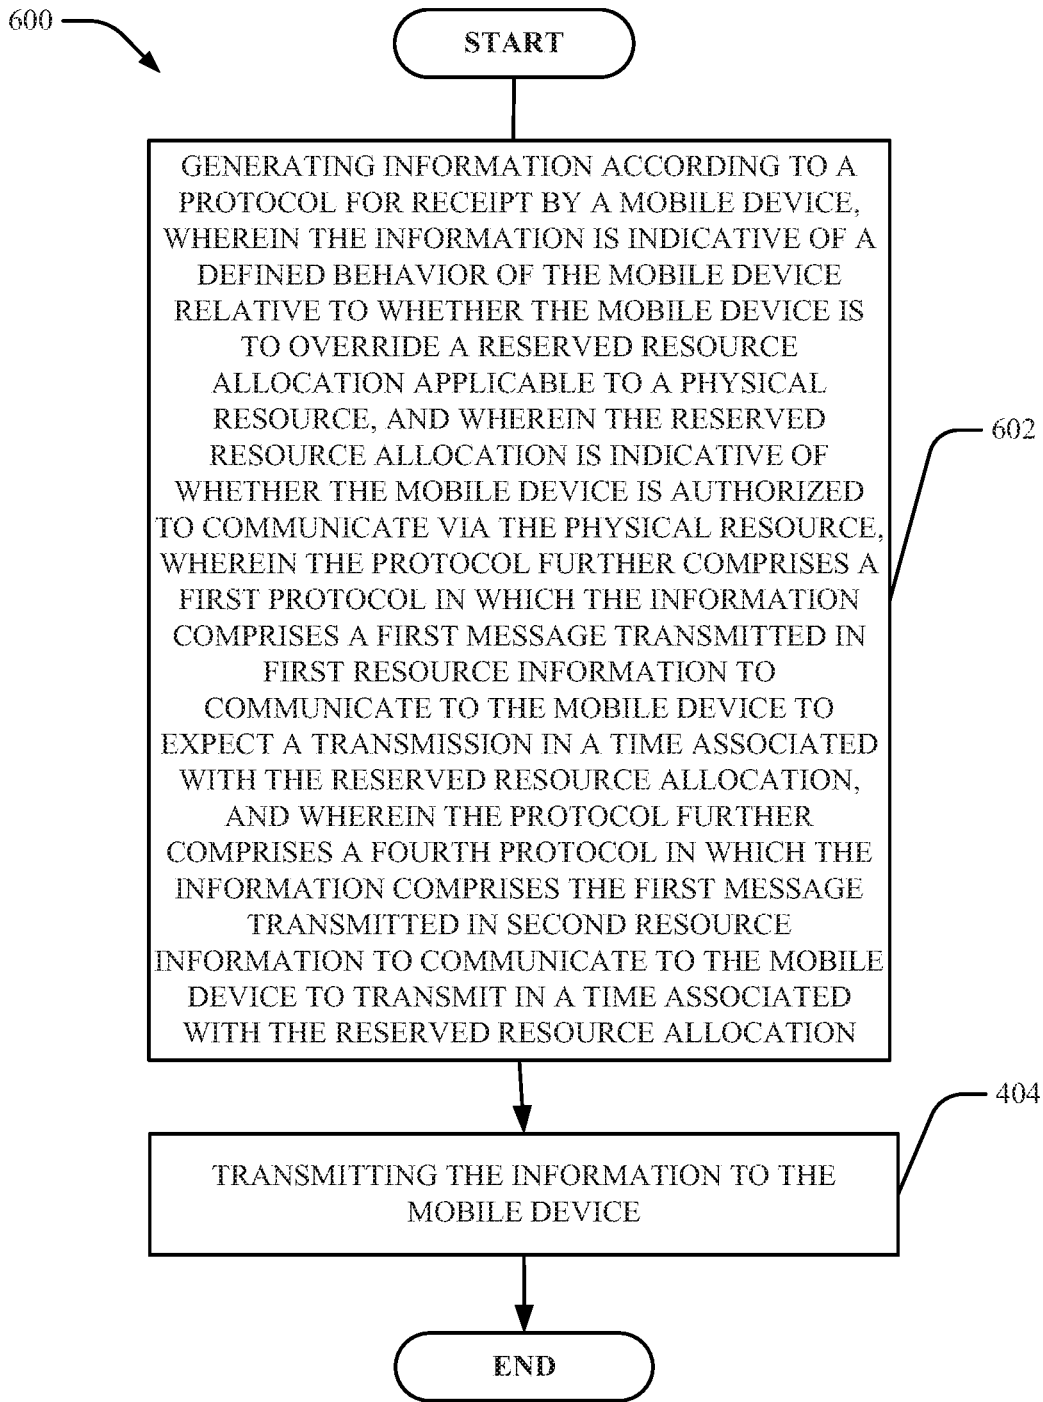 600
START
GENERATING INFORMATION ACCORDING TO A
PROTOCOL FOR RECEIPT BY A MOBILE DEVICE,
WHEREIN THE INFORMATION IS INDICATIVE OF A
DEFINED BEHAVIOR OF THE MOBILE DEVICE
RELATIVE TO WHETHER THE MOBILE DEVICE IS
TO OVERRIDE A RESERVED RESOURCE
ALLOCATION APPLICABLE TO A PHYSICAL
RESOURCE, AND WHEREIN THE RESERVED
RESOURCE ALLOCATION IS INDICATIVE OF
WHETHER THE MOBILE DEVICE IS AUTHORIZED
TO COMMUNICATE VIA THE PHYSICAL RESOURCE,
WHEREIN THE PROTOCOL FURTHER COMPRISES A
FIRST PROTOCOL IN WHICH THE INFORMATION
COMPRISES A FIRST MESSAGE TRANSMITTED IN
FIRST RESOURCE INFORMATION TO
COMMUNICATE TO THE MOBILE DEVICE TO
EXPECT A TRANSMISSION IN A TIME ASSOCIATED
WITH THE RESERVED RESOURCE ALLOCATION,
AND WHEREIN THE PROTOCOL FURTHER
COMPRISES A FOURTH PROTOCOL IN WHICH THE
INFORMATION COMPRISES THE FIRST MESSAGE
TRANSMITTED IN SECOND RESOURCE
INFORMATION TO COMMUNICATE TO THE MOBILE
DEVICE TO TRANSMIT IN A TIME ASSOCIATED
WITH THE RESERVED RESOURCE ALLOCATION
602
TRANSMITTING THE INFORMATION TO THE
MOBILE DEVICE
404
END